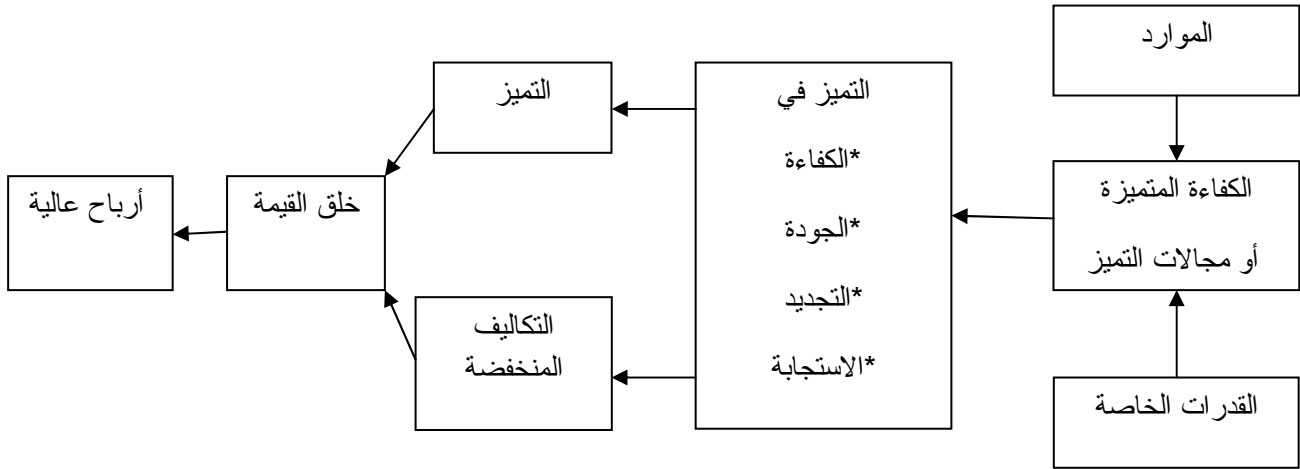 الموارد
الكفاءة المتميزة
أو مجالات التميز
القدرات الخاصة
التميز في
*الكفاءة
*الجودة
*التجديد
*الاستجابة
التميز
التكاليف
المنخفضة
خلق القيمة
أرباح عالية